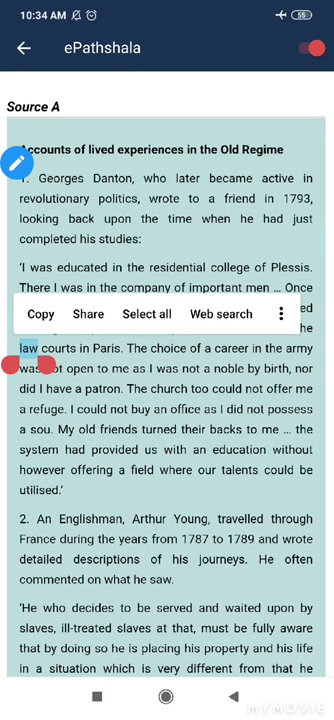 10:34 AM
55
ePathshala
Source A
Accounts of lived experiences in the Old Regime
1. Georges Danton, who later became active in
revolutionary politics, wrote to a friend in 1793,
looking back upon the time when he had just
completed his studies:
'I was educated in the residential college of Plessis.
There I was in the company of important men ... Once
Copy Share Select all Web search
he
law courts in Paris. The choice of a career in the army
was not open to me as I was not a noble by birth, nor
did I have a patron. The church too could not offer me
a refuge. I could not buy an office as I did not possess
a sou. My old friends turned their backs to me ... the
system had provided us with an education without
however offering a field where our talents could be
utilised.'
2. An Englishman, Arthur Young, travelled through
France during the years from 1787 to 1789 and wrote
detailed descriptions of his journeys. He often
commented on what he saw.
'He who decides to be served and waited upon by
slaves, ill-treated slaves at that, must be fully aware
that by doing so he is placing his property and his life
in a situation which is very different from that he
MYMOVIE